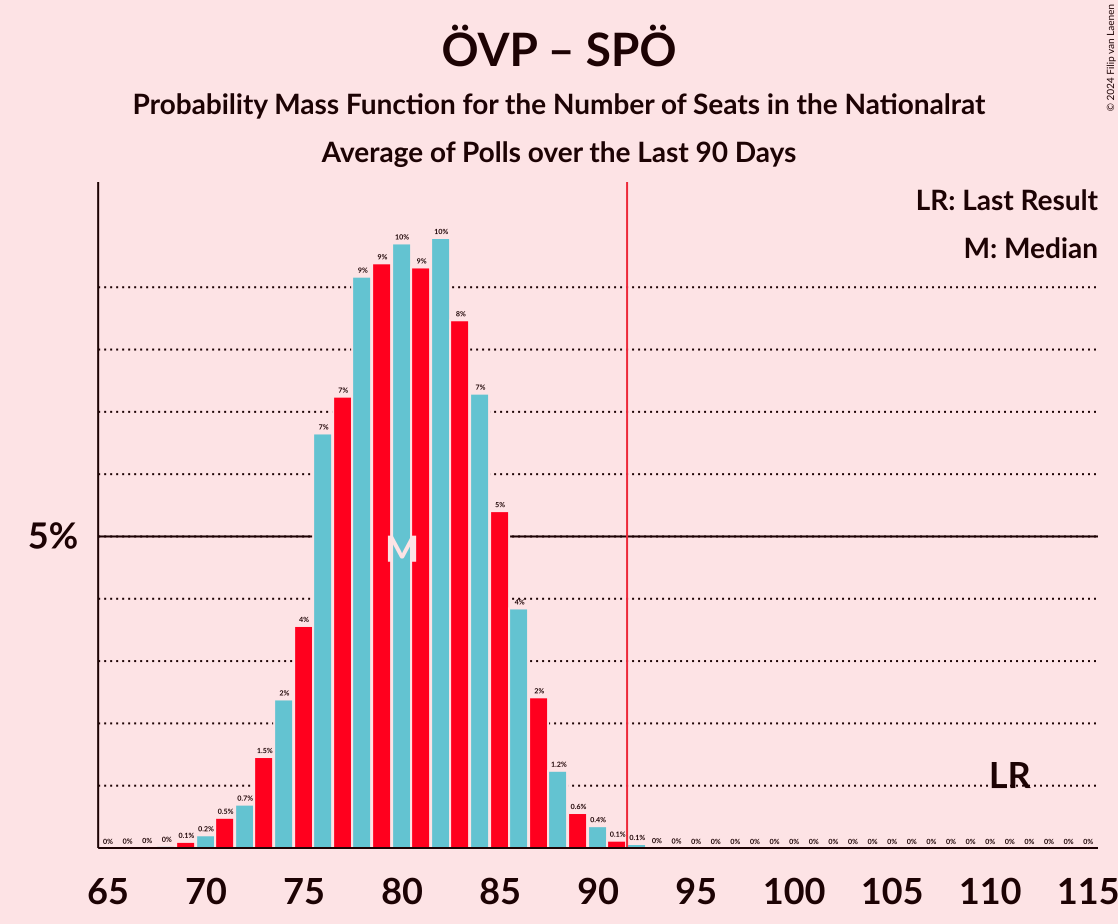 ÖVP – SPÖ
Probability Mass Function for the Number of Seats in the Nationalrat
Average of Polls over the Last 90 Days
© 2024 Filip van Laenen
LR: Last Result
M: Median
5%
0% 0% 0% 0% 0.1% 0.2% 0.5% 0.7% 1.5% 2% 4% 7% 7% 9% 9% 10% 9% 10% 8% 7% 5% 4% 2% 1.2% 0.6% 0.4% 0.1% 0.1% 0% 0% 0% 0% 0% 0% 0% 0% 0% 0% 0% 0% 0% 0% 0% 0% 0% 0% 0% 0% 0% 0% 0%
M
LR
65 70 75 80 85 90 95 100 105 110 115